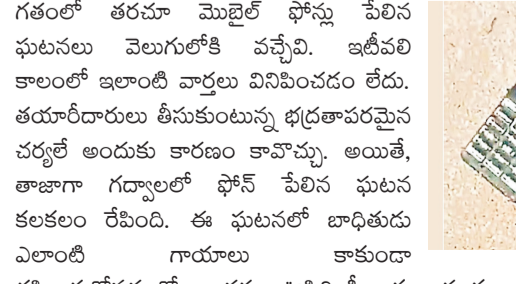 గతంలో తరచూ మొబైల్ ఫోన్లు పేలిన
ఘటనలు వెలుగులోకి వచ్చేవి. ఇటీవలి
కాలంలో ఇలాంటి వార్తలు వినిపించడం లేదు.
తయారీదారులు తీసుకుంటున్న భద్రతాపరమైన
చర్యలే అందుకు కారణం కావొచ్చు. అయితే,
తాజాగా గద్వాలలో ఫోన్ పేలిన ఘటన
కలకలం రేపింది. ఈ ఘటనలో బాధితుడు
ఎలాంటి గాయాలు కాకుండా